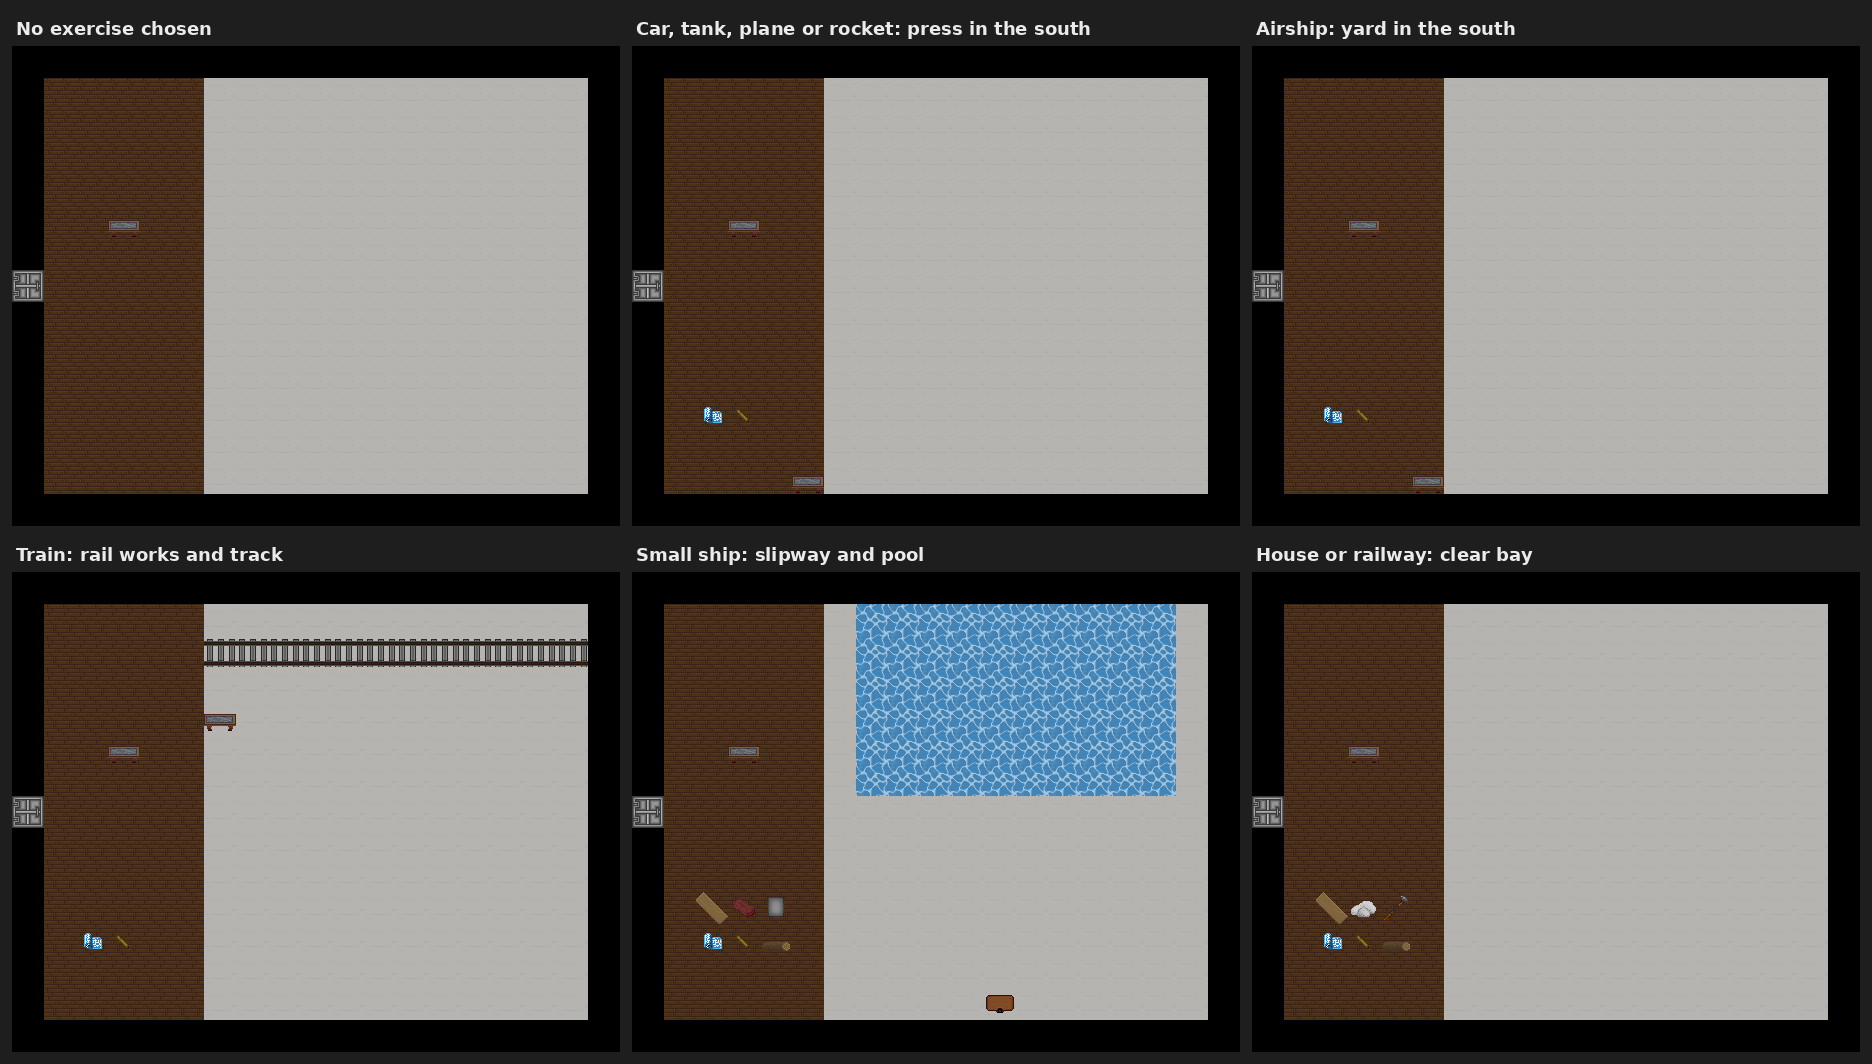 No exercise chosen
Car, tank, plane or rocket: press in the south
Airship: yard in the south
Train: rail works and track
Small ship: slipway and pool
House or railway: clear bay